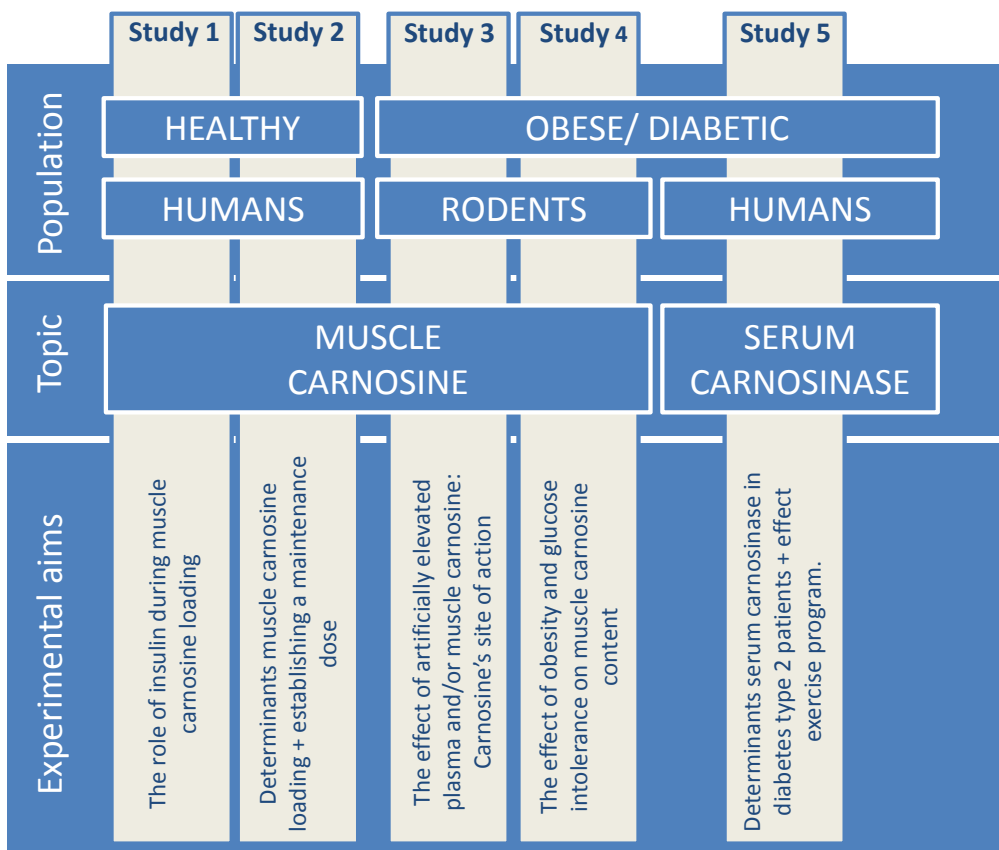 Study 1
Study 2
Study 3
Study 4
Study 5
Population
HEALTHY
OBESE/ DIABETIC
HUMANS
RODENTS
HUMANS
Topic
MUSCLE
CARNOSINE
SERUM
CARNOSINASE
Experimental aims
The role of insulin during muscle
carnosine loading
Determinants muscle carnosine
loading + establishing a maintenance
dose
The effect of artificially elevated
plasma and/or muscle carnosine:
Carnosine’s site of action
The effect of obesity and glucose
intolerance on muscle carnosine
content
Determinants serum carnosinase in
diabetes type 2 patients + effect
exercise program.